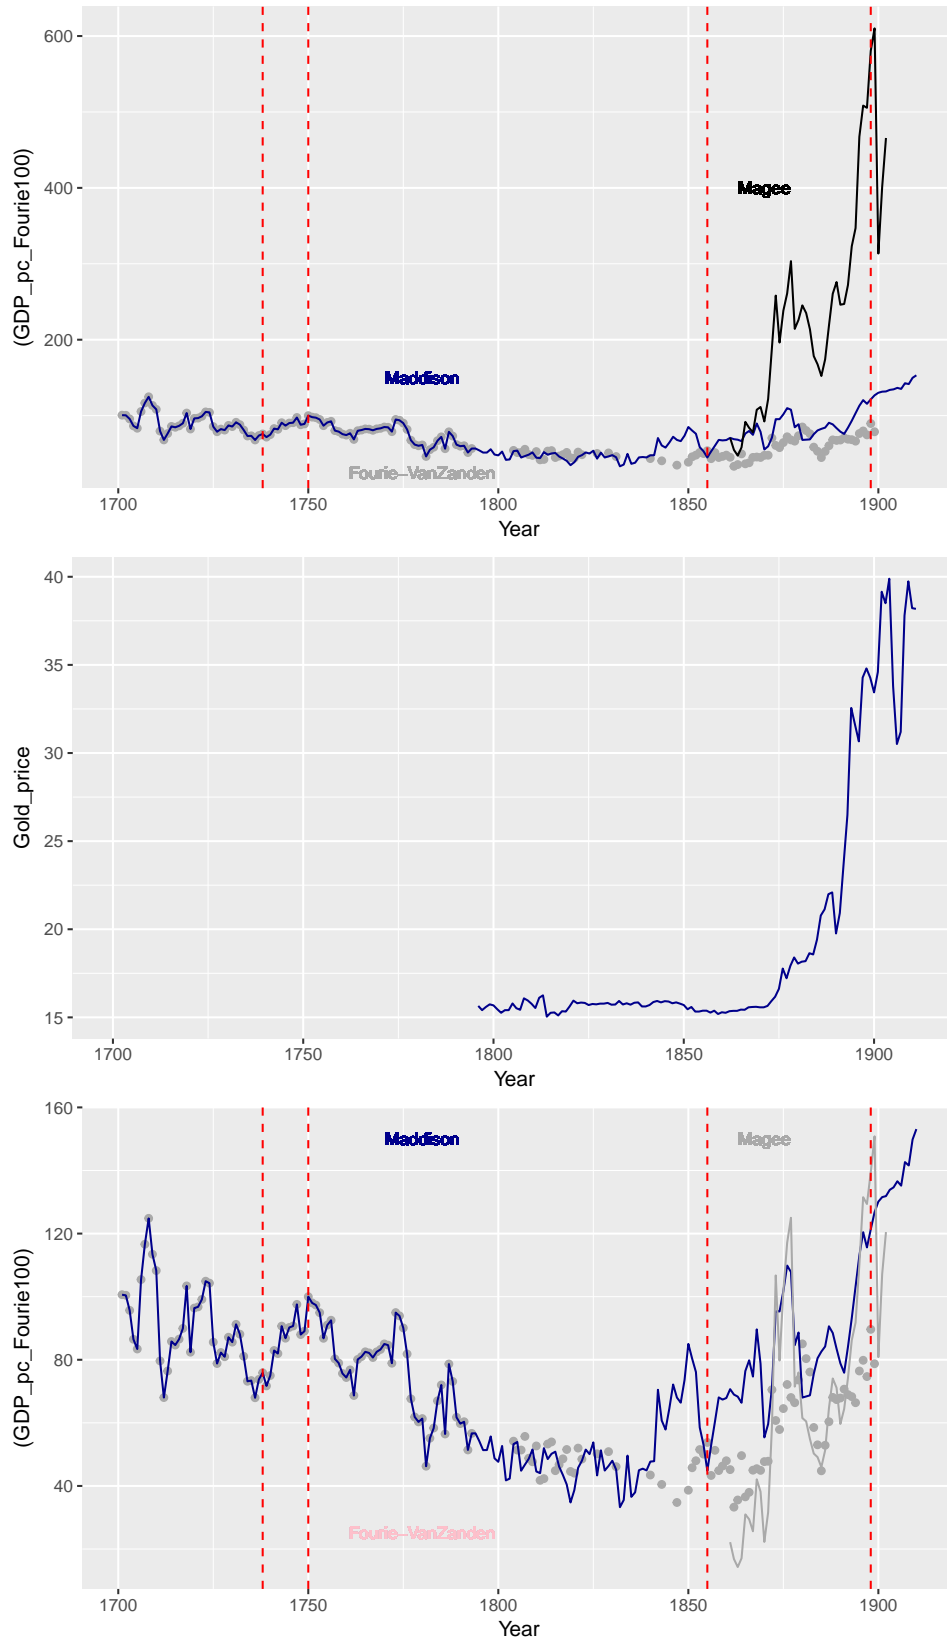 (GDP_pc_Fourie100)
600
400
200
Magee
Maddison
Fourie−VanZanden
1700 1750 1800 1850 1900
Year
Gold_price
40
35
30
25
20
15
1700 1750 1800 1850 1900
Year
(GDP_pc_Fourie100)
160
120
80
40
Maddison
Magee
Fourie−VanZanden
1700 1750 1800 1850 1900
Year